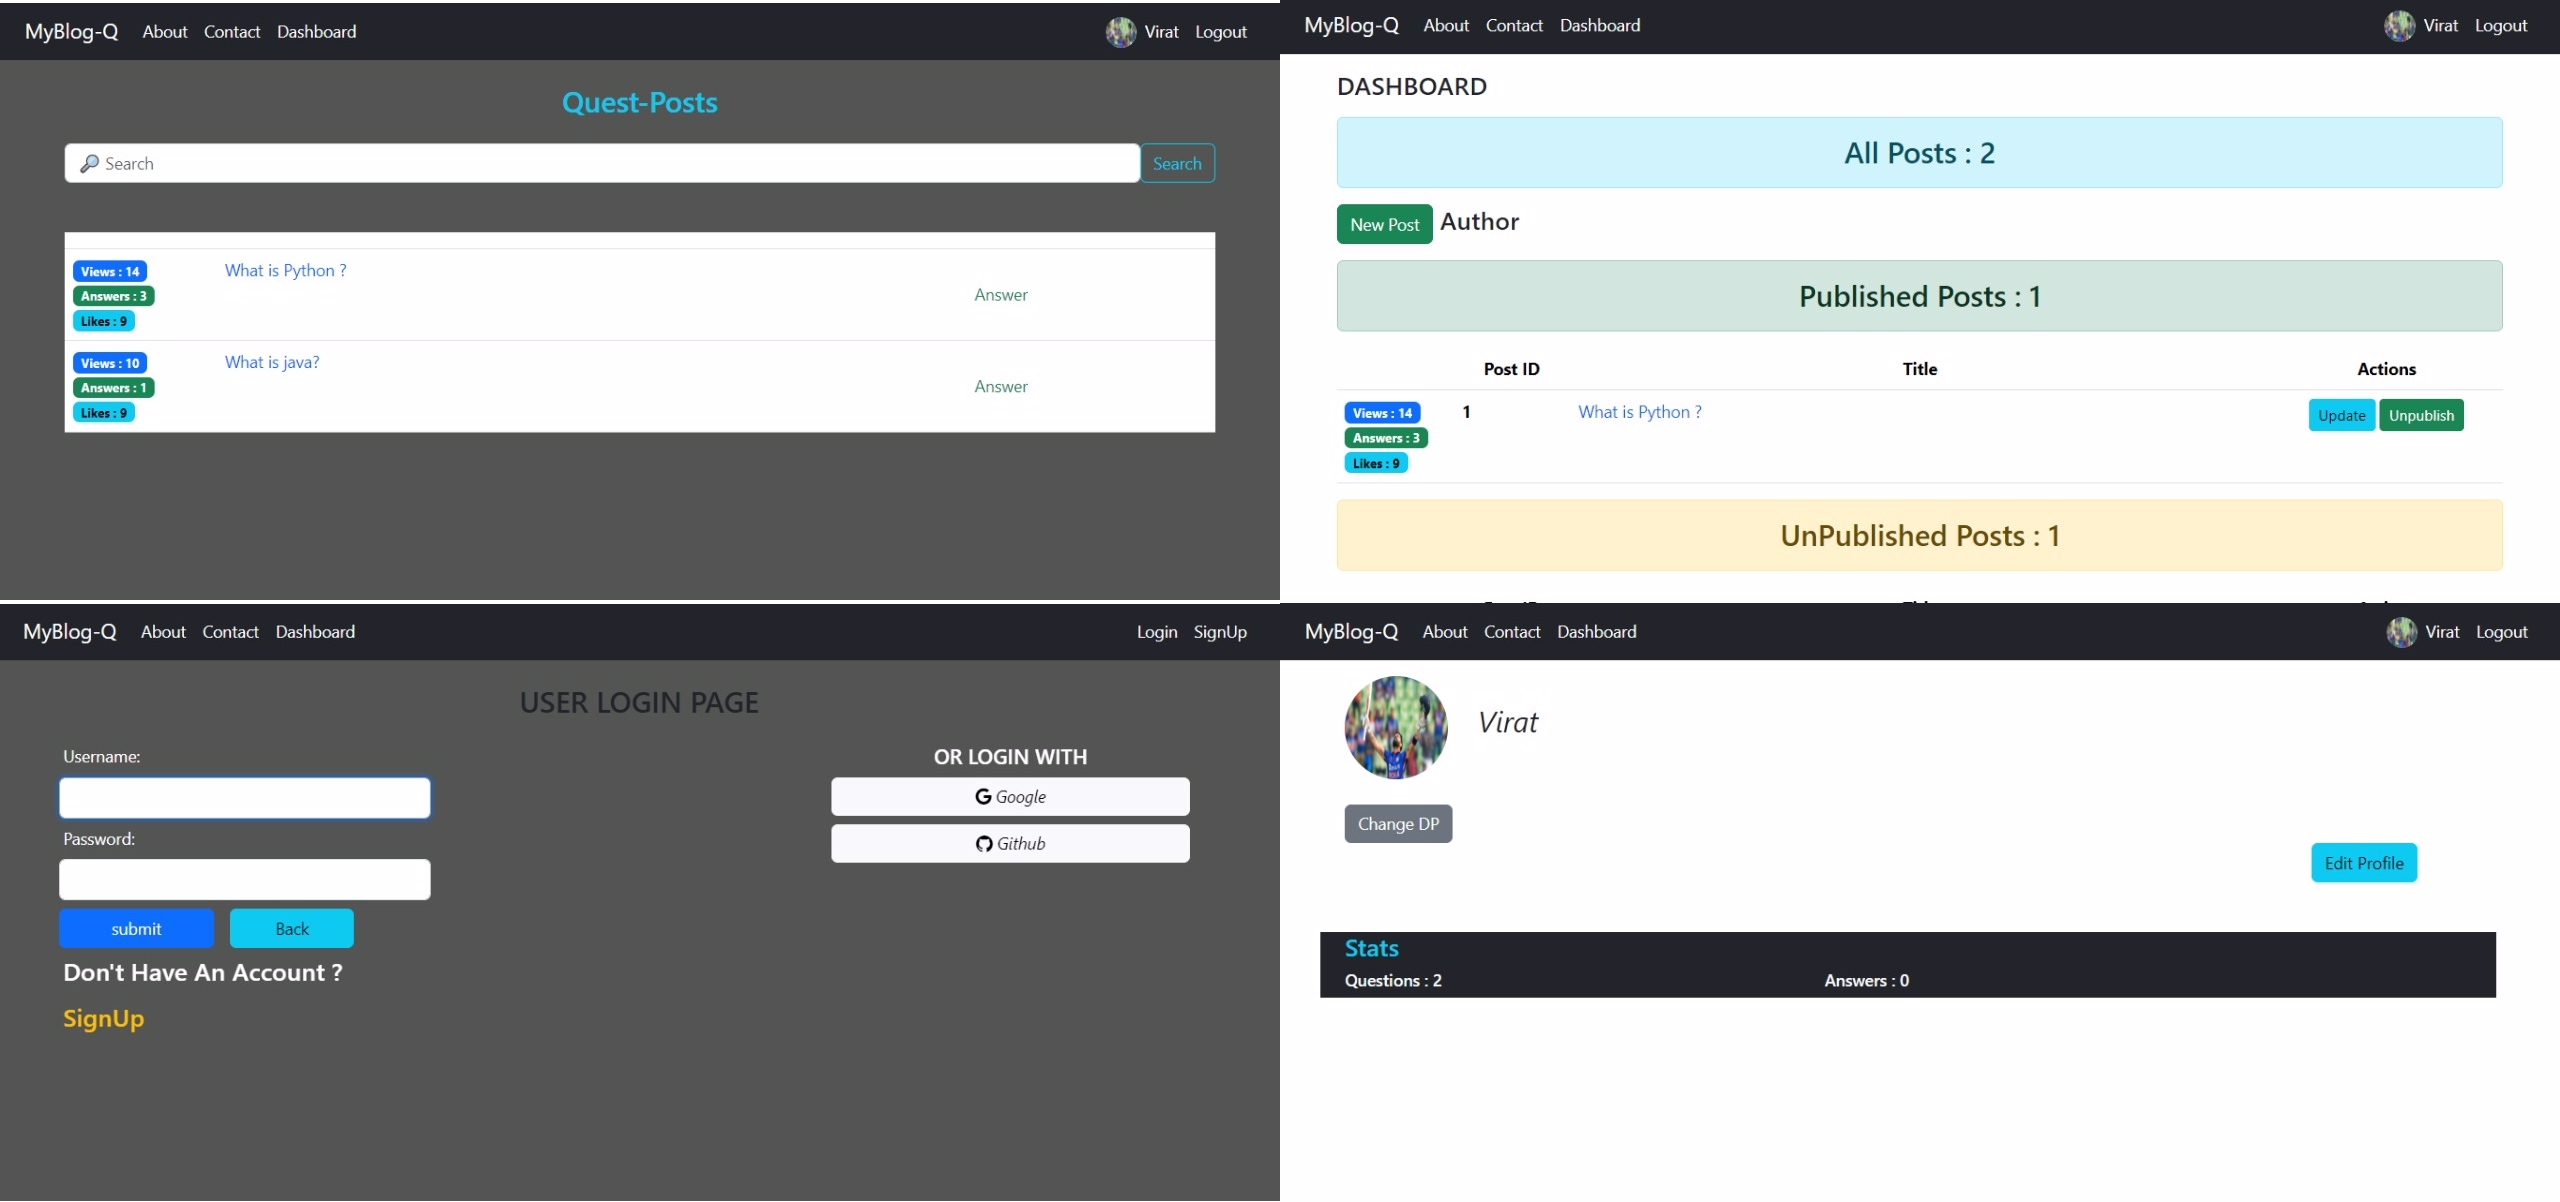 MyBlog-Q About Contact Dashboard Virat Logout
Quest-Posts
🔎 Search Search
Views : 14 What is Python ?
Answers : 3 Answer
Likes : 9
Views : 10 What is java?
Answers : 1 Answer
Likes : 9
MyBlog-Q About Contact Dashboard Virat Logout
DASHBOARD
All Posts : 2
New Post Author
Published Posts : 1
Post ID Title Actions
Views : 14 1 What is Python ? Update Unpublish
Answers : 3
Likes : 9
UnPublished Posts : 1
MyBlog-Q About Contact Dashboard Login SignUp
USER LOGIN PAGE
Username: OR LOGIN WITH
Google
Password: Github
submit Back
Don't Have An Account ?
SignUp
MyBlog-Q About Contact Dashboard Virat Logout
Virat
Change DP
Edit Profile
Stats
Questions : 2 Answers : 0